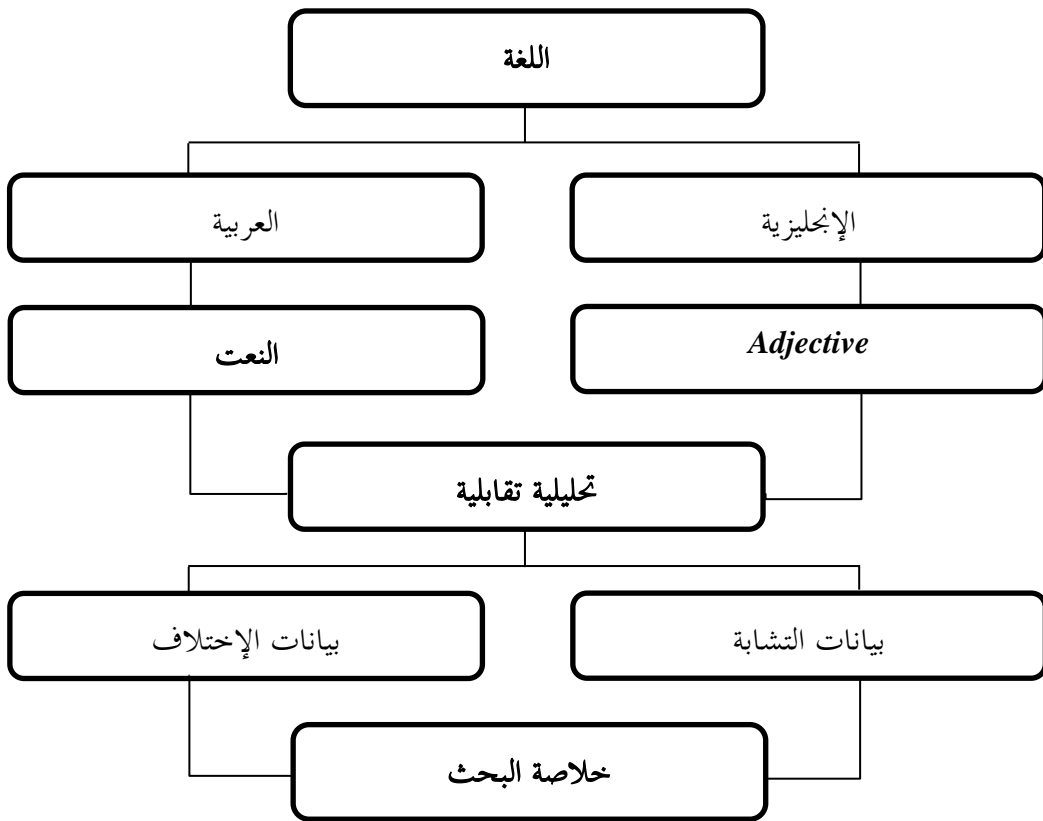 اللغة
الإنجليزية
العربية
Adjective
النعت
تحليلية تقابلية
بيانات التشابة
بيانات الإختلاف
خلاصة البحث